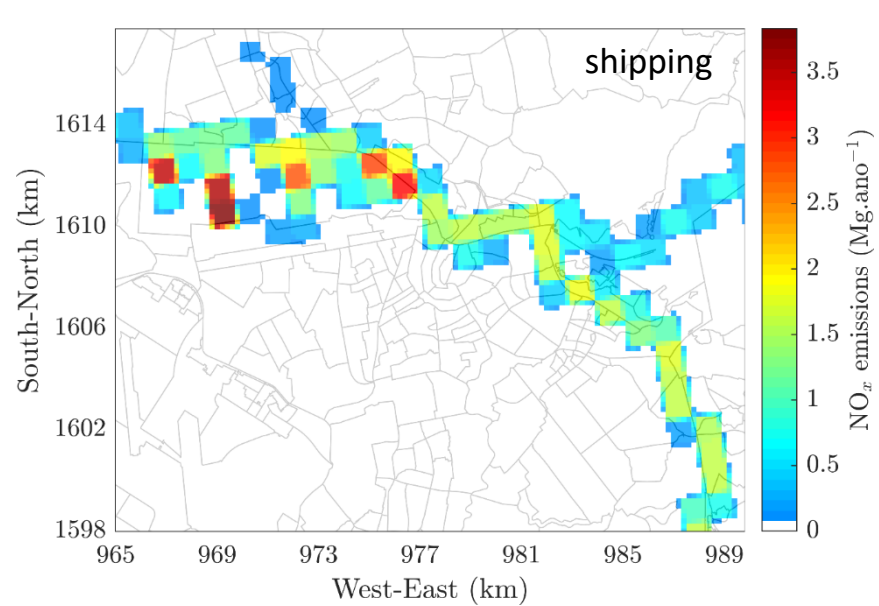 shipping
1614
1610
1606
1602
1598
South-North (km)
965 969 973 977 981 985 989
West-East (km)
3.5
3
2.5
2
1.5
1
0.5
0
NOₓ emissions (Mg.ano⁻¹)